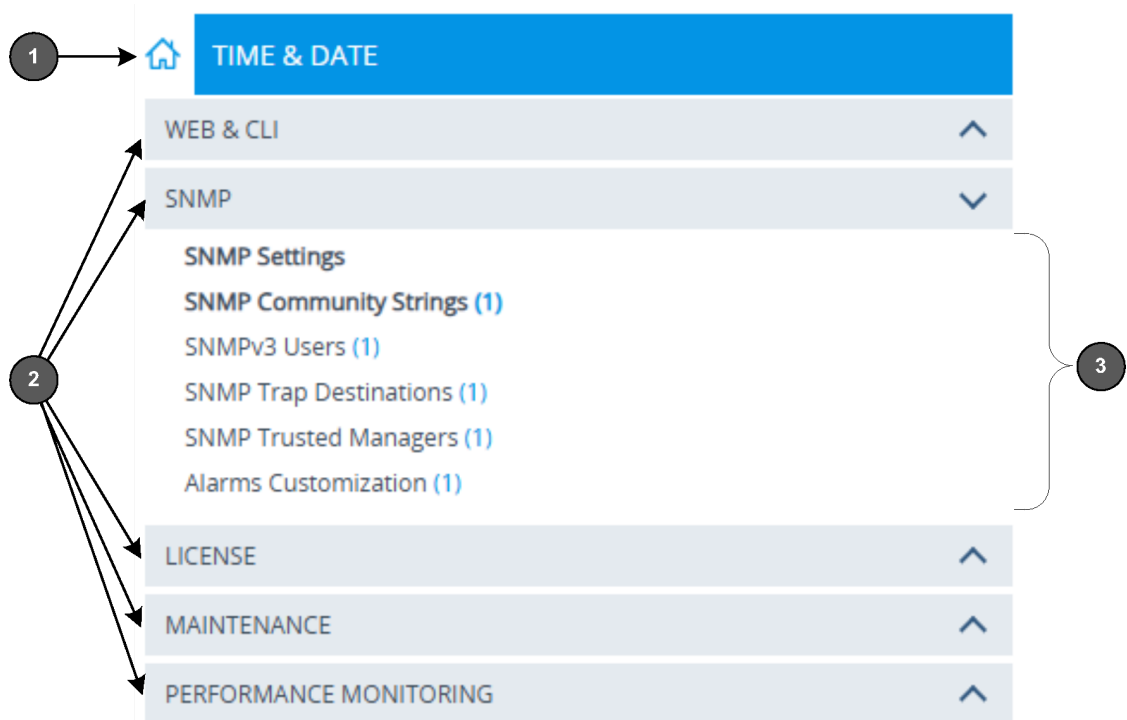 1 TIME & DATE
WEB & CLI
SNMP
SNMP Settings
SNMP Community Strings (1)
SNMPv3 Users (1)
3
2
SNMP Trap Destinations (1)
SNMP Trusted Managers (1)
Alarms Customization (1)
LICENSE
MAINTENANCE
PERFORMANCE MONITORING